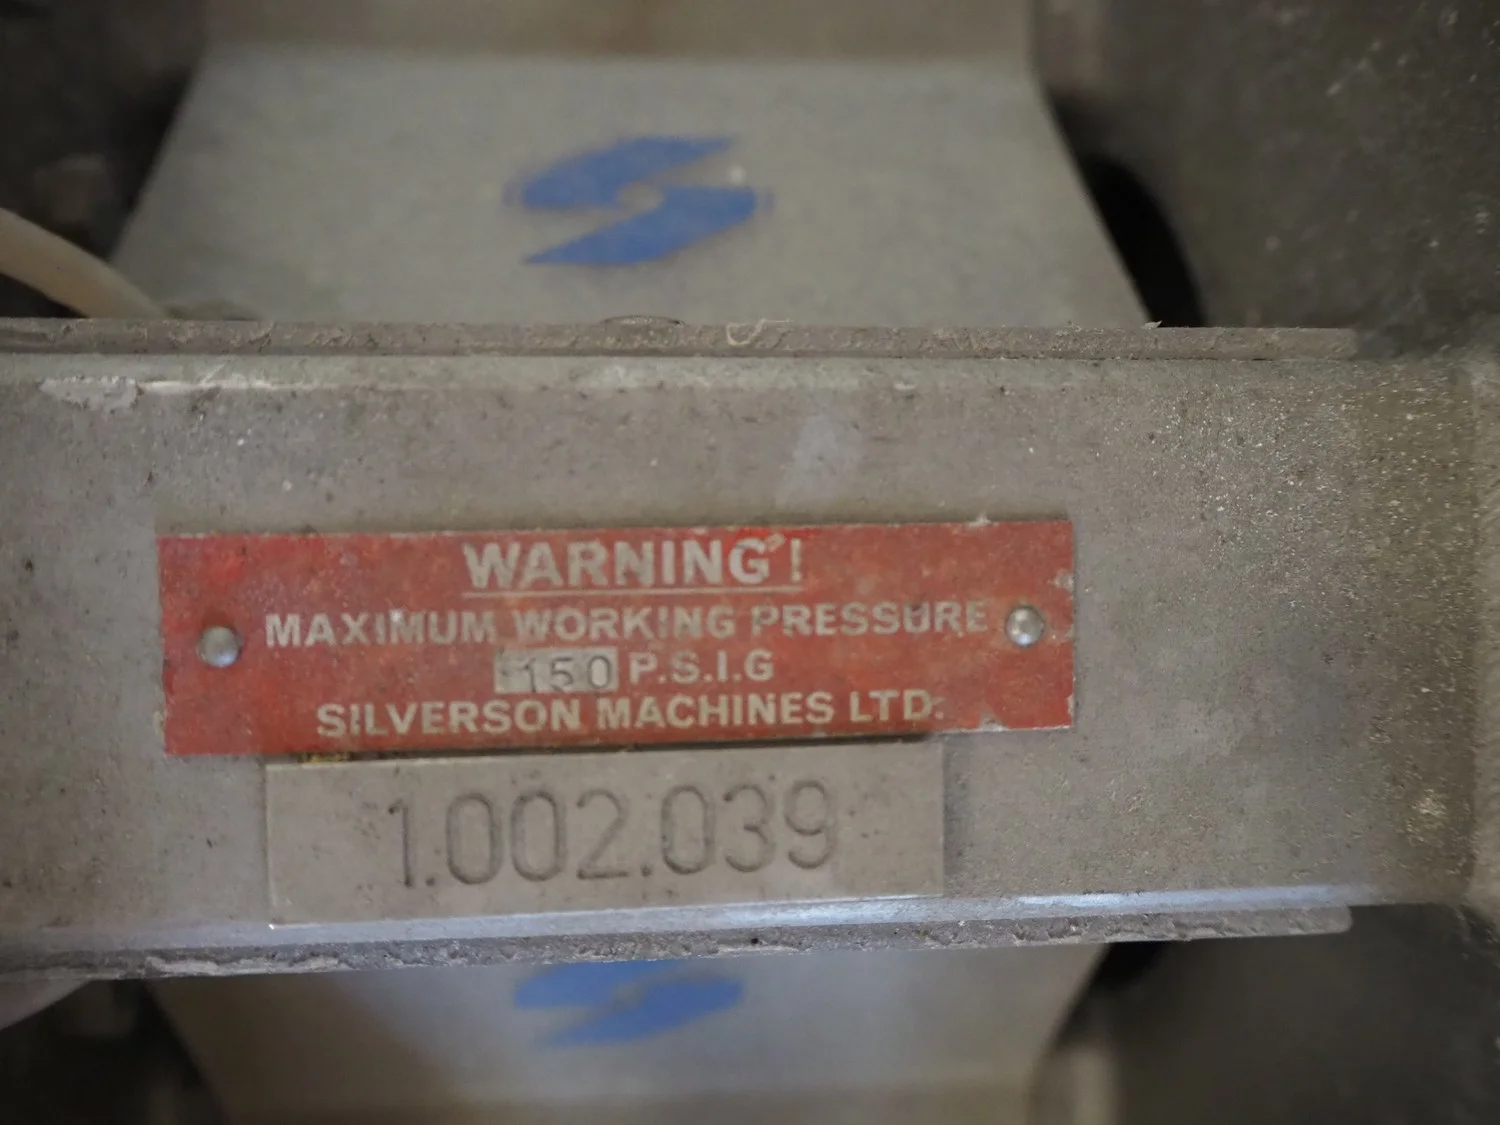 WARNING!
MAXIMUM WORKING PRESSURE
150 P.S.I.G
SILVERSON MACHINES LTD.
1.002.039